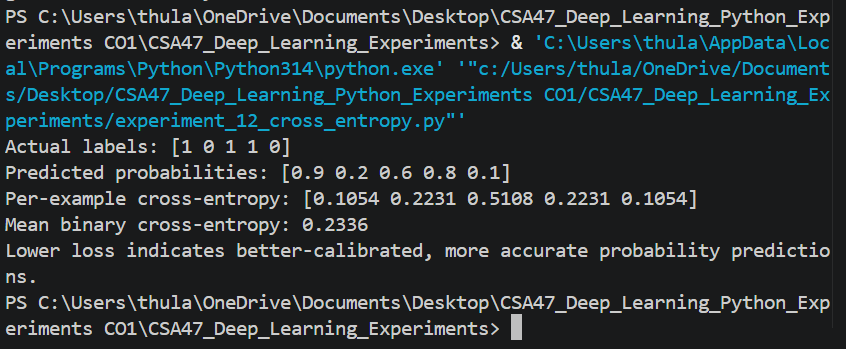 PS C:\Users\thula\OneDrive\Documents\Desktop\CSA47_Deep_Learning_Python_Exp
eriments CO1\CSA47_Deep_Learning_Experiments> & 'C:\Users\thula\AppData\Loc
al\Programs\Python\Python314\python.exe' '"c:/Users/thula/OneDrive/Document
s/Desktop/CSA47_Deep_Learning_Python_Experiments CO1/CSA47_Deep_Learning_Ex
periments/experiment_12_cross_entropy.py"'
Actual labels: [1 0 1 1 0]
Predicted probabilities: [0.9 0.2 0.6 0.8 0.1]
Per-example cross-entropy: [0.1054 0.2231 0.5108 0.2231 0.1054]
Mean binary cross-entropy: 0.2336
Lower loss indicates better-calibrated, more accurate probability predictio
ns.
PS C:\Users\thula\OneDrive\Documents\Desktop\CSA47_Deep_Learning_Python_Exp
eriments CO1\CSA47_Deep_Learning_Experiments>